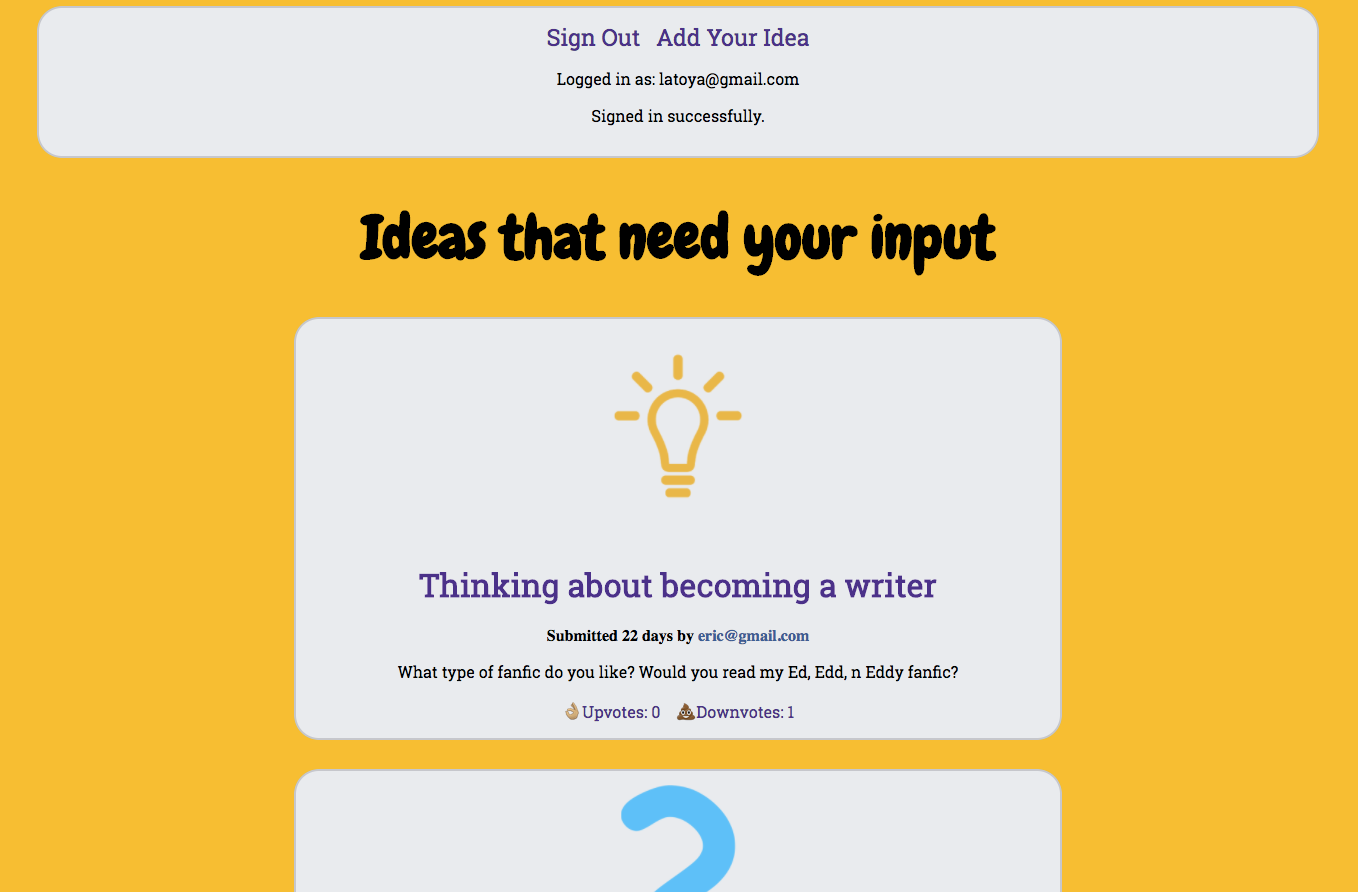 Sign Out Add Your Idea
Logged in as: latoya@gmail.com
Signed in successfully.
Ideas that need your input
Thinking about becoming a writer
Submitted 22 days by eric@gmail.com
What type of fanfic do you like? Would you read my Ed, Edd, n Eddy fanfic?
👌🏼Upvotes: 0 💩Downvotes: 1